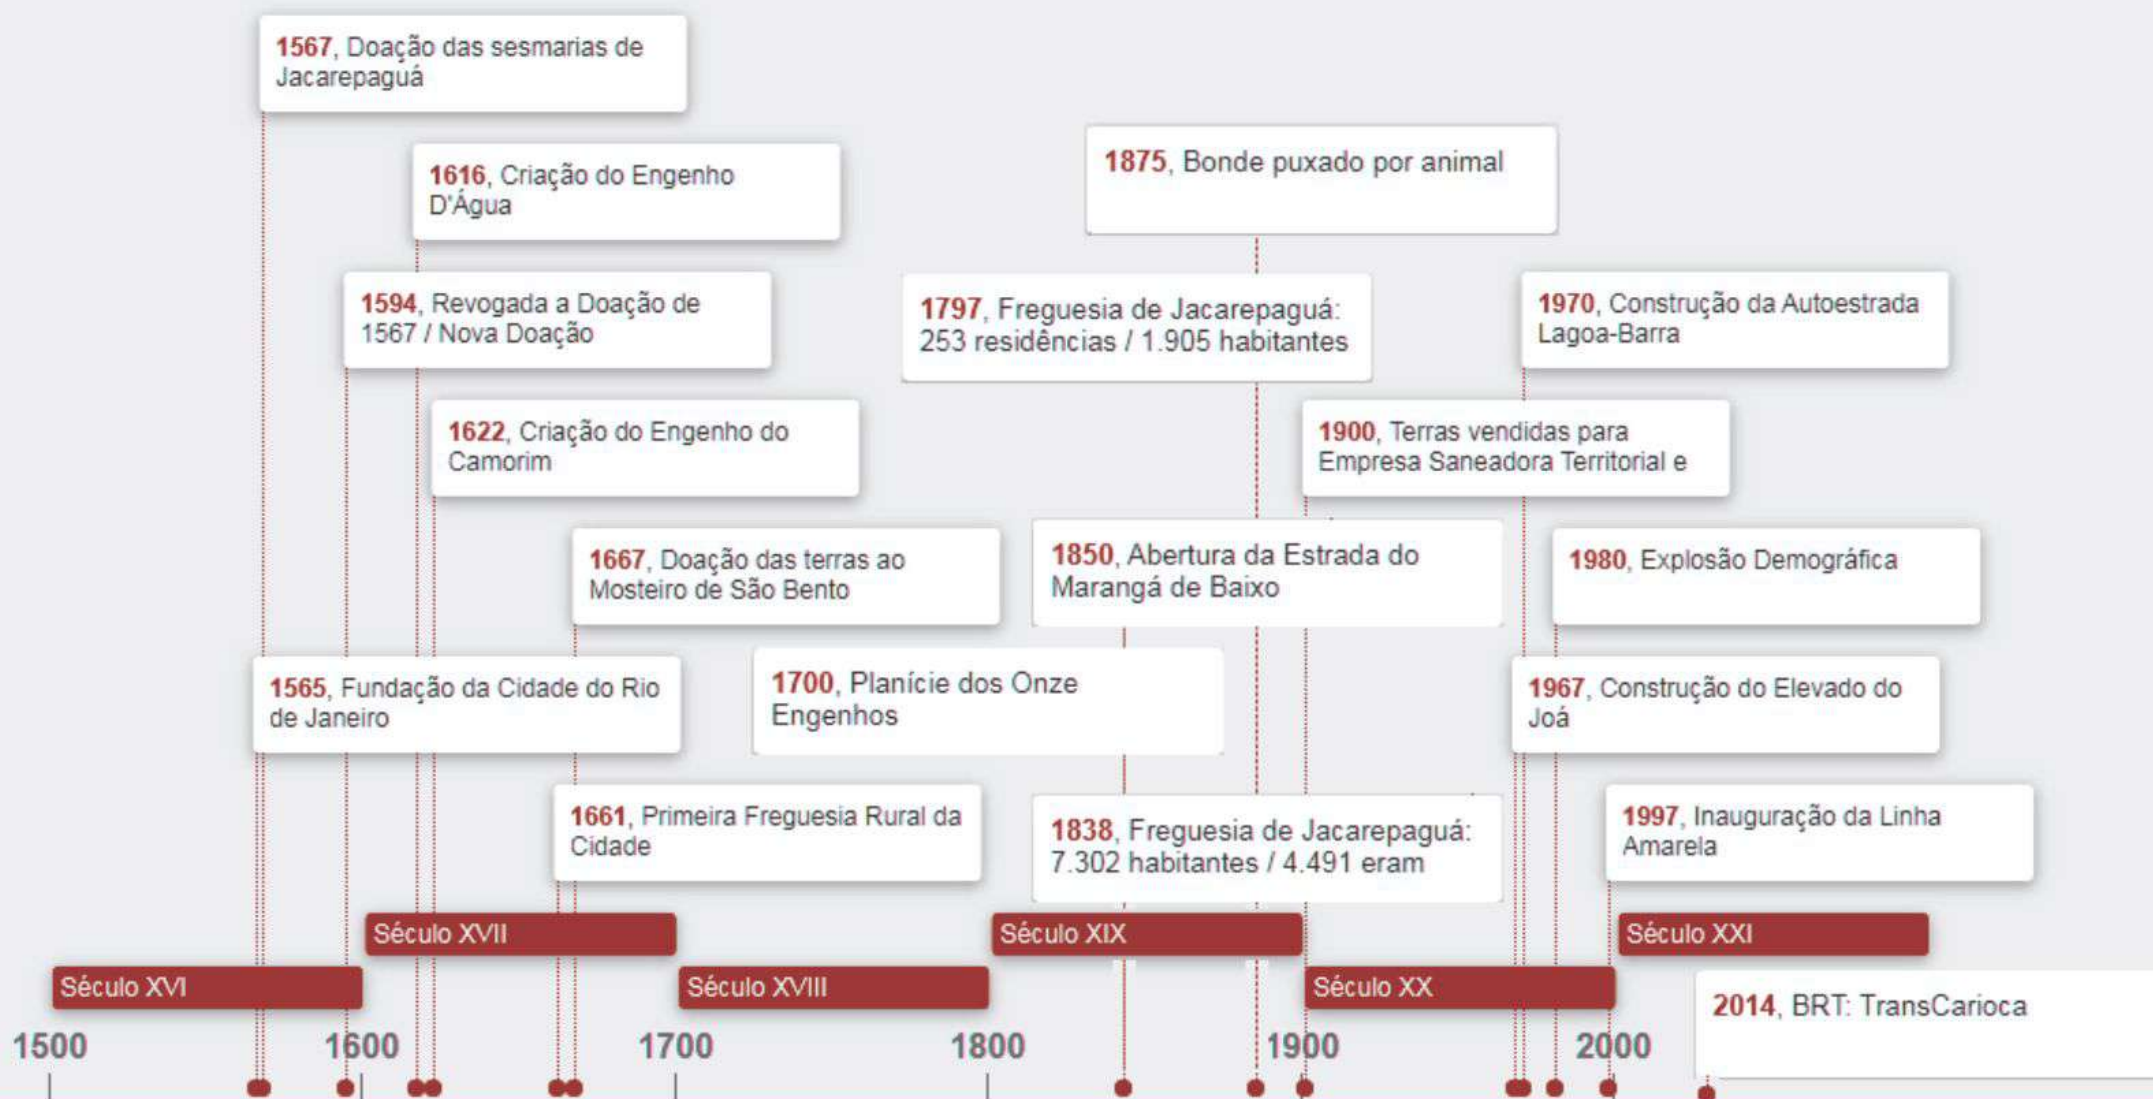 1567, Doação das sesmarias de
Jacarepaguá
1616, Criação do Engenho
D'Água
1875, Bonde puxado por animal
1594, Revogada a Doação de
1567 / Nova Doação
1797, Freguesia de Jacarepaguá:
253 residências / 1.905 habitantes
1970, Construção da Autoestrada
Lagoa-Barra
1622, Criação do Engenho do
Camorim
1900, Terras vendidas para
Empresa Saneadora Territorial e
1667, Doação das terras ao
Mosteiro de São Bento
1850, Abertura da Estrada do
Marangá de Baixo
1980, Explosão Demográfica
1565, Fundação da Cidade do Rio
de Janeiro
1700, Planície dos Onze
Engenhos
1967, Construção do Elevado do
Joá
1661, Primeira Freguesia Rural da
Cidade
1838, Freguesia de Jacarepaguá:
7.302 habitantes / 4.491 eram
1997, Inauguração da Linha
Amarela
Século XVII
Século XIX
Século XXI
Século XVI
Século XVIII
Século XX
2014, BRT: TransCarioca
1500
1600
1700
1800
1900
2000